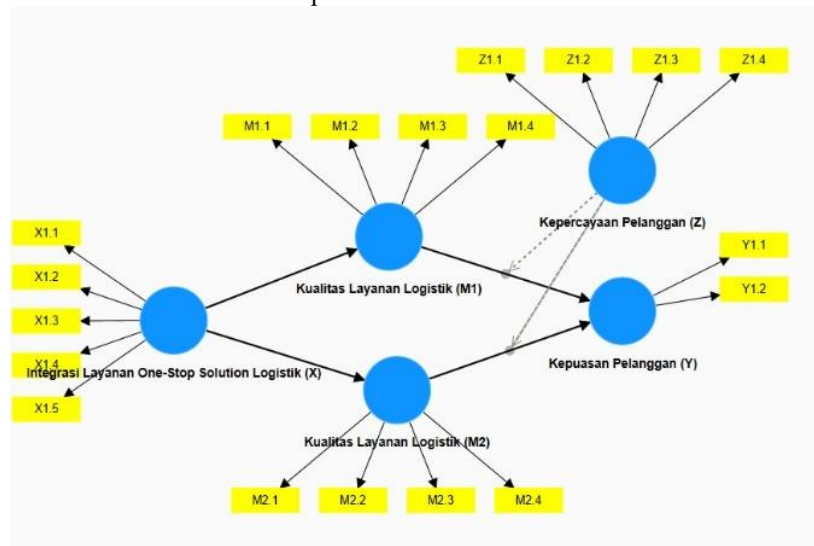 Z1.1 Z1.2 Z1.3 Z1.4
M1.1 M1.2 M1.3 M1.4
Kepercayaan Pelanggan (Z)
X1.1
X1.2
X1.3
X1.4
X1.5
Y1.1
Y1.2
Kualitas Layanan Logistik (M1)
Kepuasan Pelanggan (Y)
Integrasi Layanan One-Stop Solution Logistik (X)
Kualitas Layanan Logistik (M2)
M2.1 M2.2 M2.3 M2.4